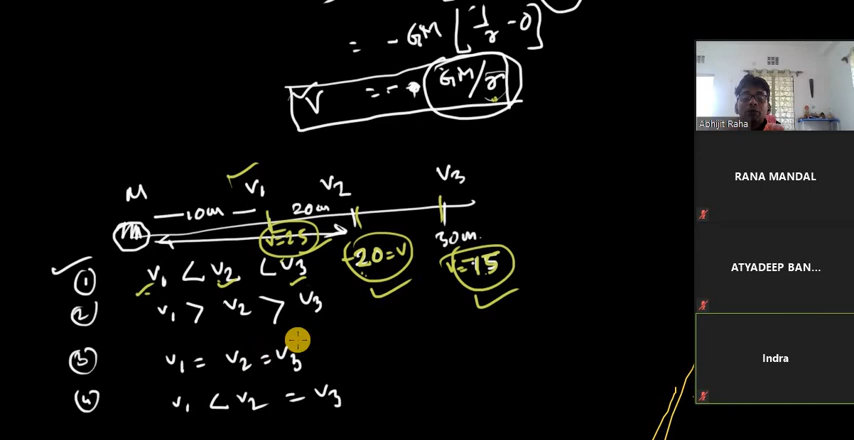 = - GM [ 1/r - 0 ]
V = - GM/r
M V₁ V₂ V₃
10m 20m
V=-25 -20=V V=-15 30m
① V₁ < V₂ < V₃
② V₁ > V₂ > V₃
③ V₁ = V₂ = V₃
④ V₁ < V₂ = V₃
Abhijit Raha
RANA MANDAL
ATYADEEP BAN...
Indra